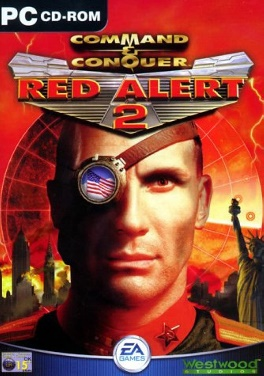 PC CD-ROM
COMMAND
&
CONQUER
RED ALERT
2
15
EA
GAMES
Westwood
STUDIOS